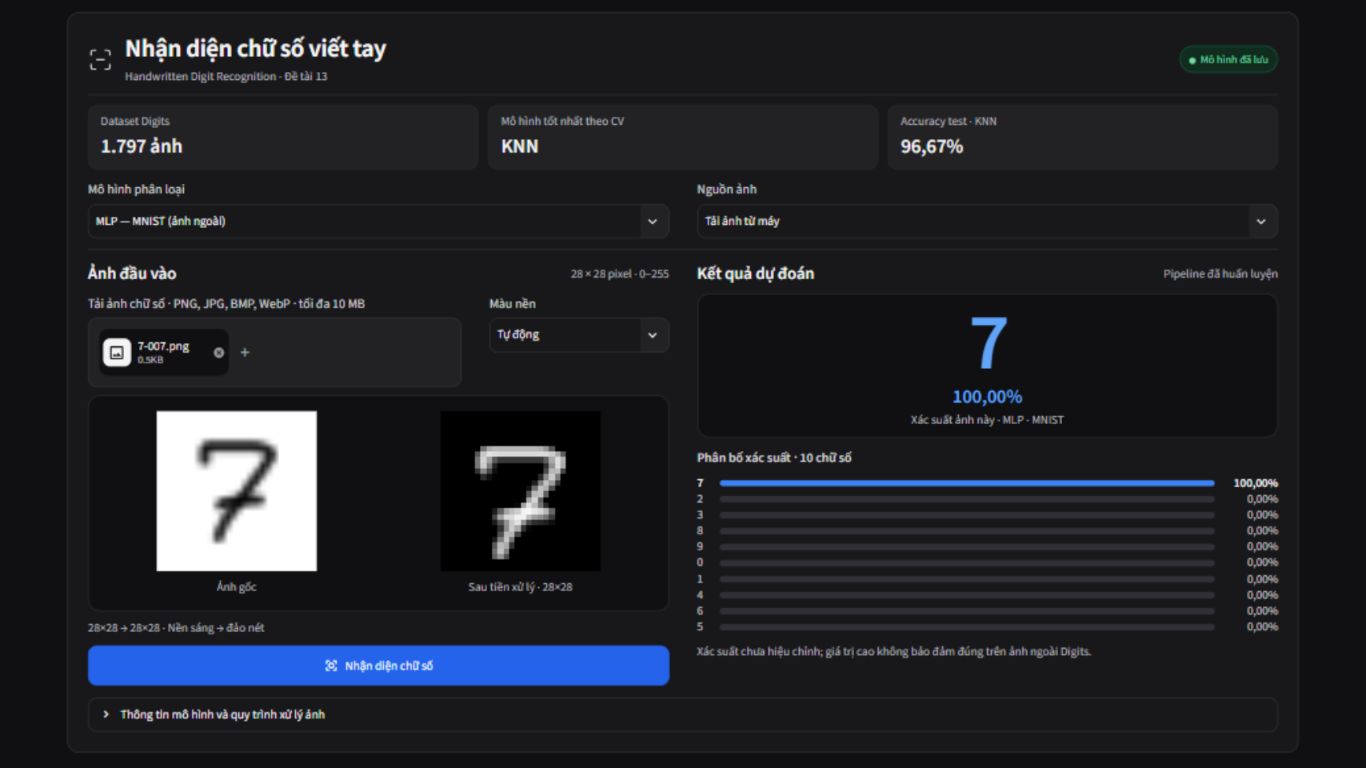 Nhận diện chữ số viết tay
Handwritten Digit Recognition · Đề tài 13
Mô hình đã lưu
Dataset Digits
1.797 ảnh
Mô hình tốt nhất theo CV
KNN
Accuracy test · KNN
96,67%
Mô hình phân loại
MLP — MNIST (ảnh ngoài)
Nguồn ảnh
Tải ảnh từ máy
Ảnh đầu vào
28 × 28 pixel · 0–255
Tải ảnh chữ số · PNG, JPG, BMP, WebP · tối đa 10 MB
Màu nền
7-007.png
0.5KB
Tự động
7
7
Ảnh gốc
Sau tiền xử lý · 28×28
28×28 → 28×28 · Nền sáng → đảo nét
Nhận diện chữ số
Kết quả dự đoán
Pipeline đã huấn luyện
7
100,00%
Xác suất ảnh này · MLP · MNIST
Phân bố xác suất · 10 chữ số
7 100,00%
2 0,00%
3 0,00%
8 0,00%
9 0,00%
0 0,00%
1 0,00%
4 0,00%
6 0,00%
5 0,00%
Xác suất chưa hiệu chỉnh; giá trị cao không bảo đảm đúng trên ảnh ngoài Digits.
Thông tin mô hình và quy trình xử lý ảnh